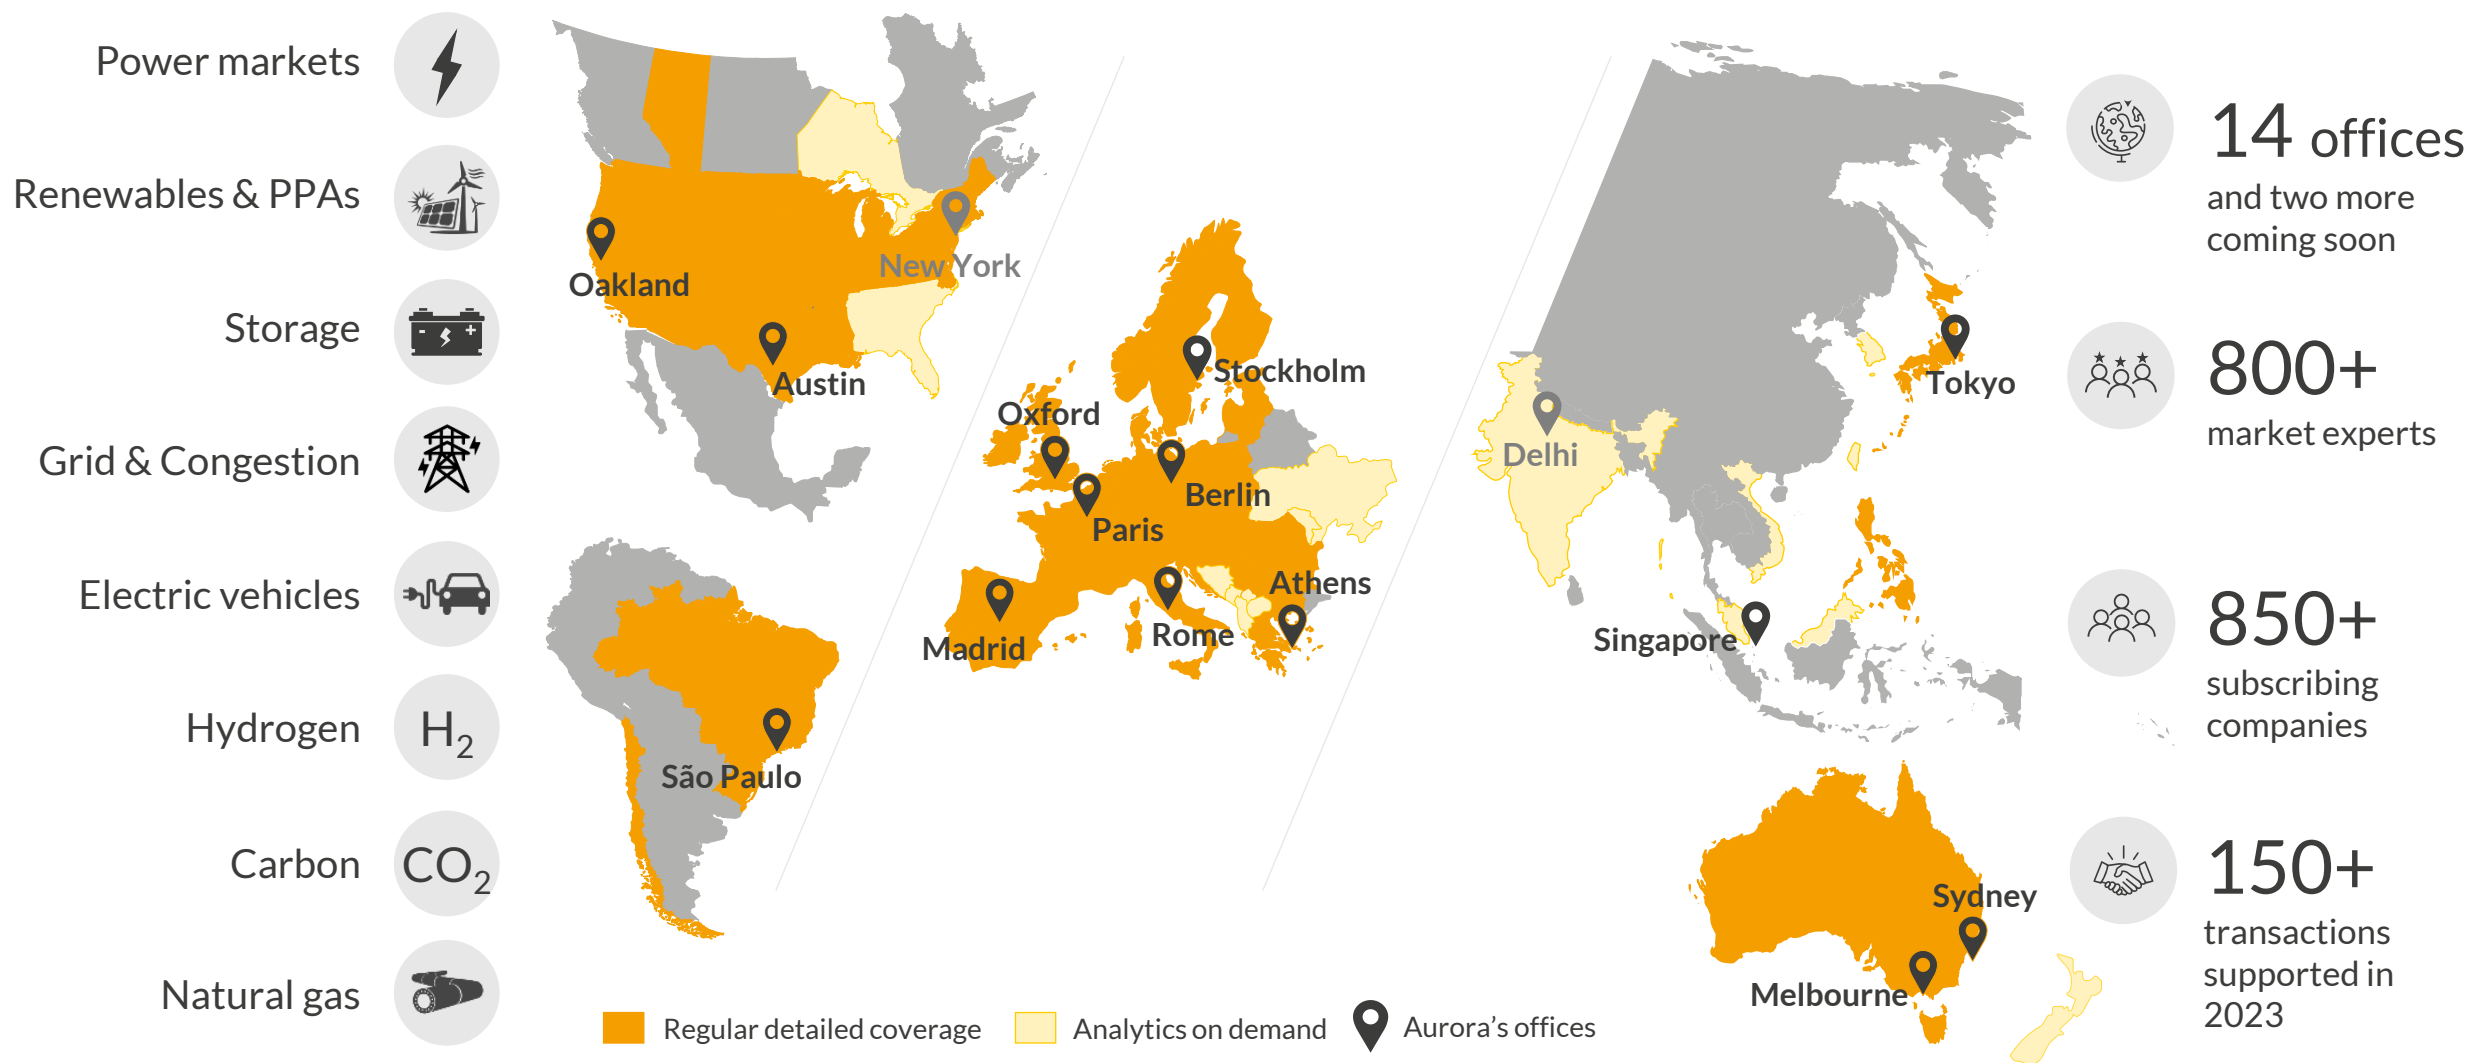 Power markets
Renewables & PPAs
Storage
Grid & Congestion
Electric vehicles
Hydrogen
H2
Carbon
CO2
Natural gas
Oakland
New York
Austin
São Paulo
Stockholm
Oxford
Berlin
Paris
Athens
Madrid
Rome
Delhi
Tokyo
Singapore
Sydney
Melbourne
14 offices
and two more
coming soon
800+
market experts
850+
subscribing
companies
150+
transactions
supported in
2023
Regular detailed coverage
Analytics on demand
Aurora’s offices